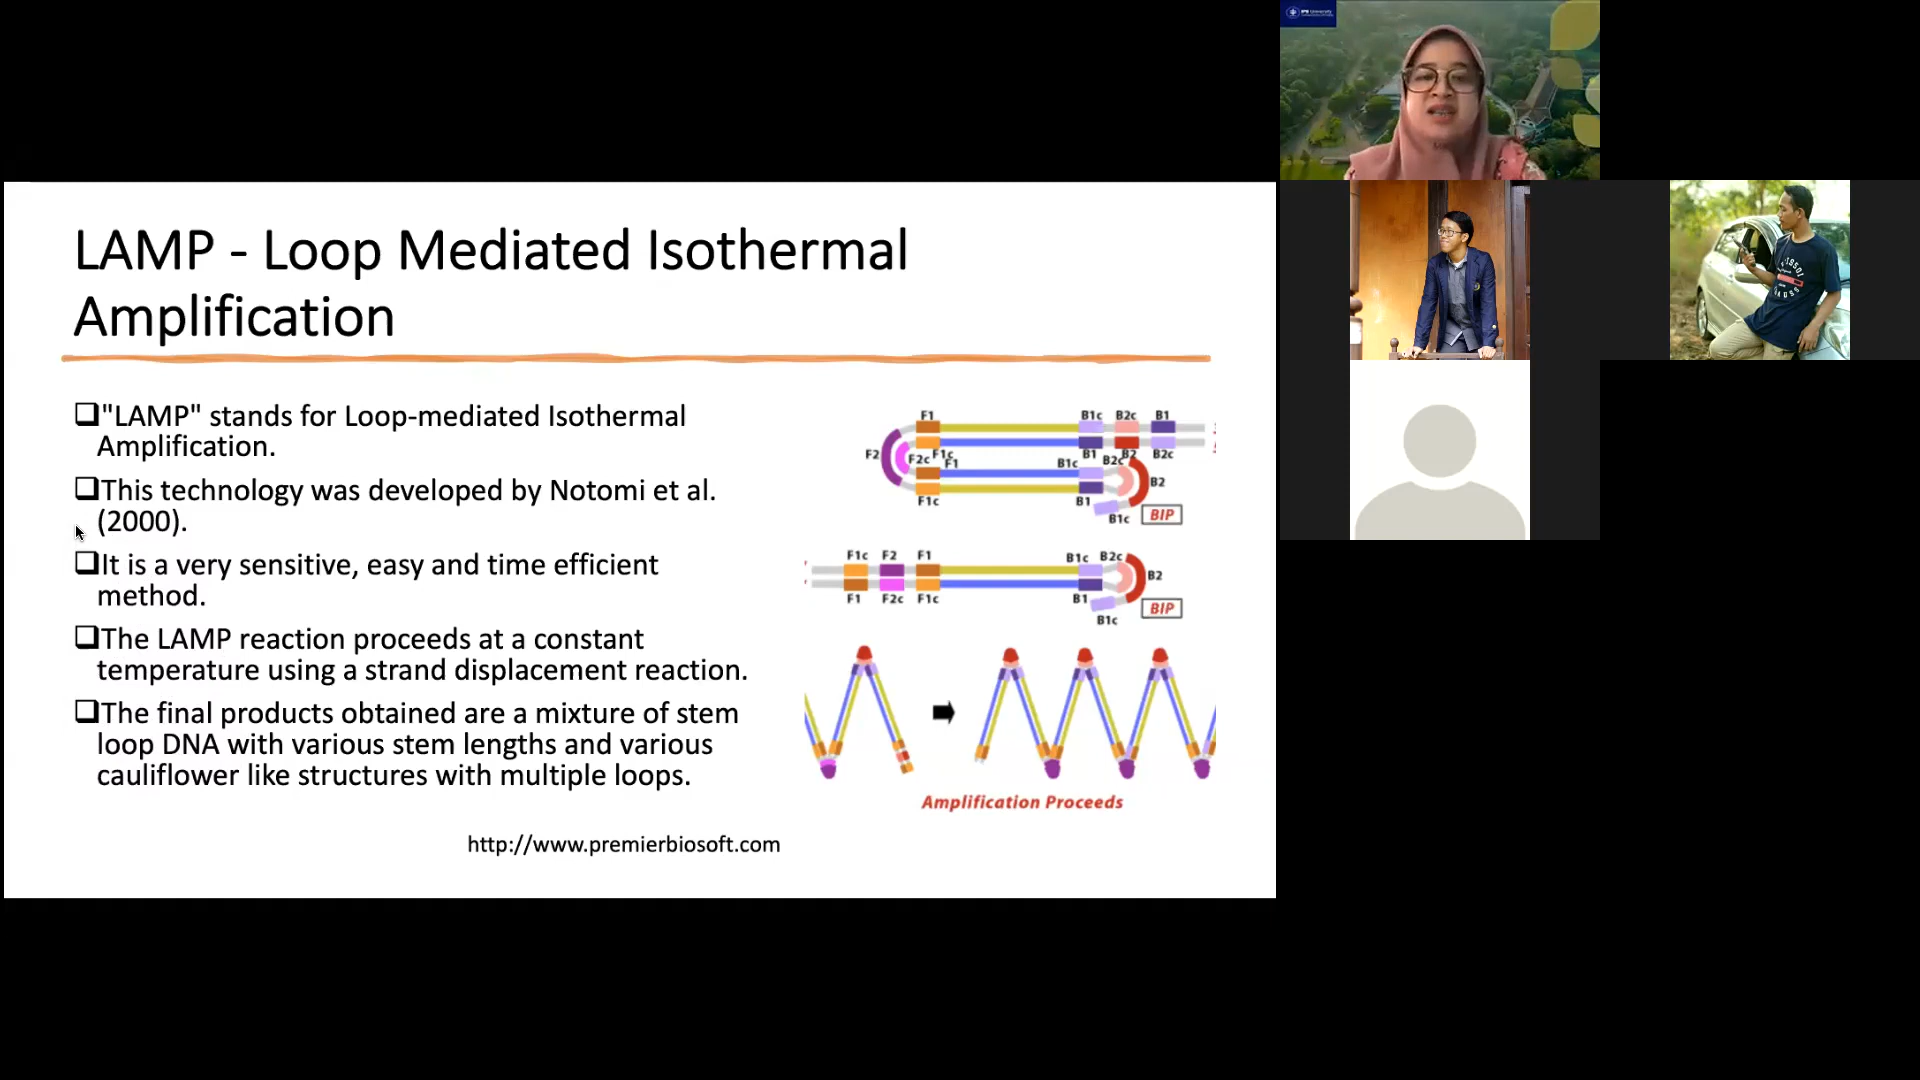 IPB University
LAMP - Loop Mediated Isothermal
Amplification
❑"LAMP" stands for Loop-mediated Isothermal
Amplification.
❑This technology was developed by Notomi et al.
(2000).
❑It is a very sensitive, easy and time efficient
method.
❑The LAMP reaction proceeds at a constant
temperature using a strand displacement reaction.
❑The final products obtained are a mixture of stem
loop DNA with various stem lengths and various
cauliflower like structures with multiple loops.
http://www.premierbiosoft.com
F1 B1c B2c B1
F2 F2c F1c B1 B2 B2c
F1 B1c B2c B2
F1c B1 B1c BIP
F1c F2 F1 B1c B2c
B2
F1 F2c F1c B1 BIP
B1c
Amplification Proceeds